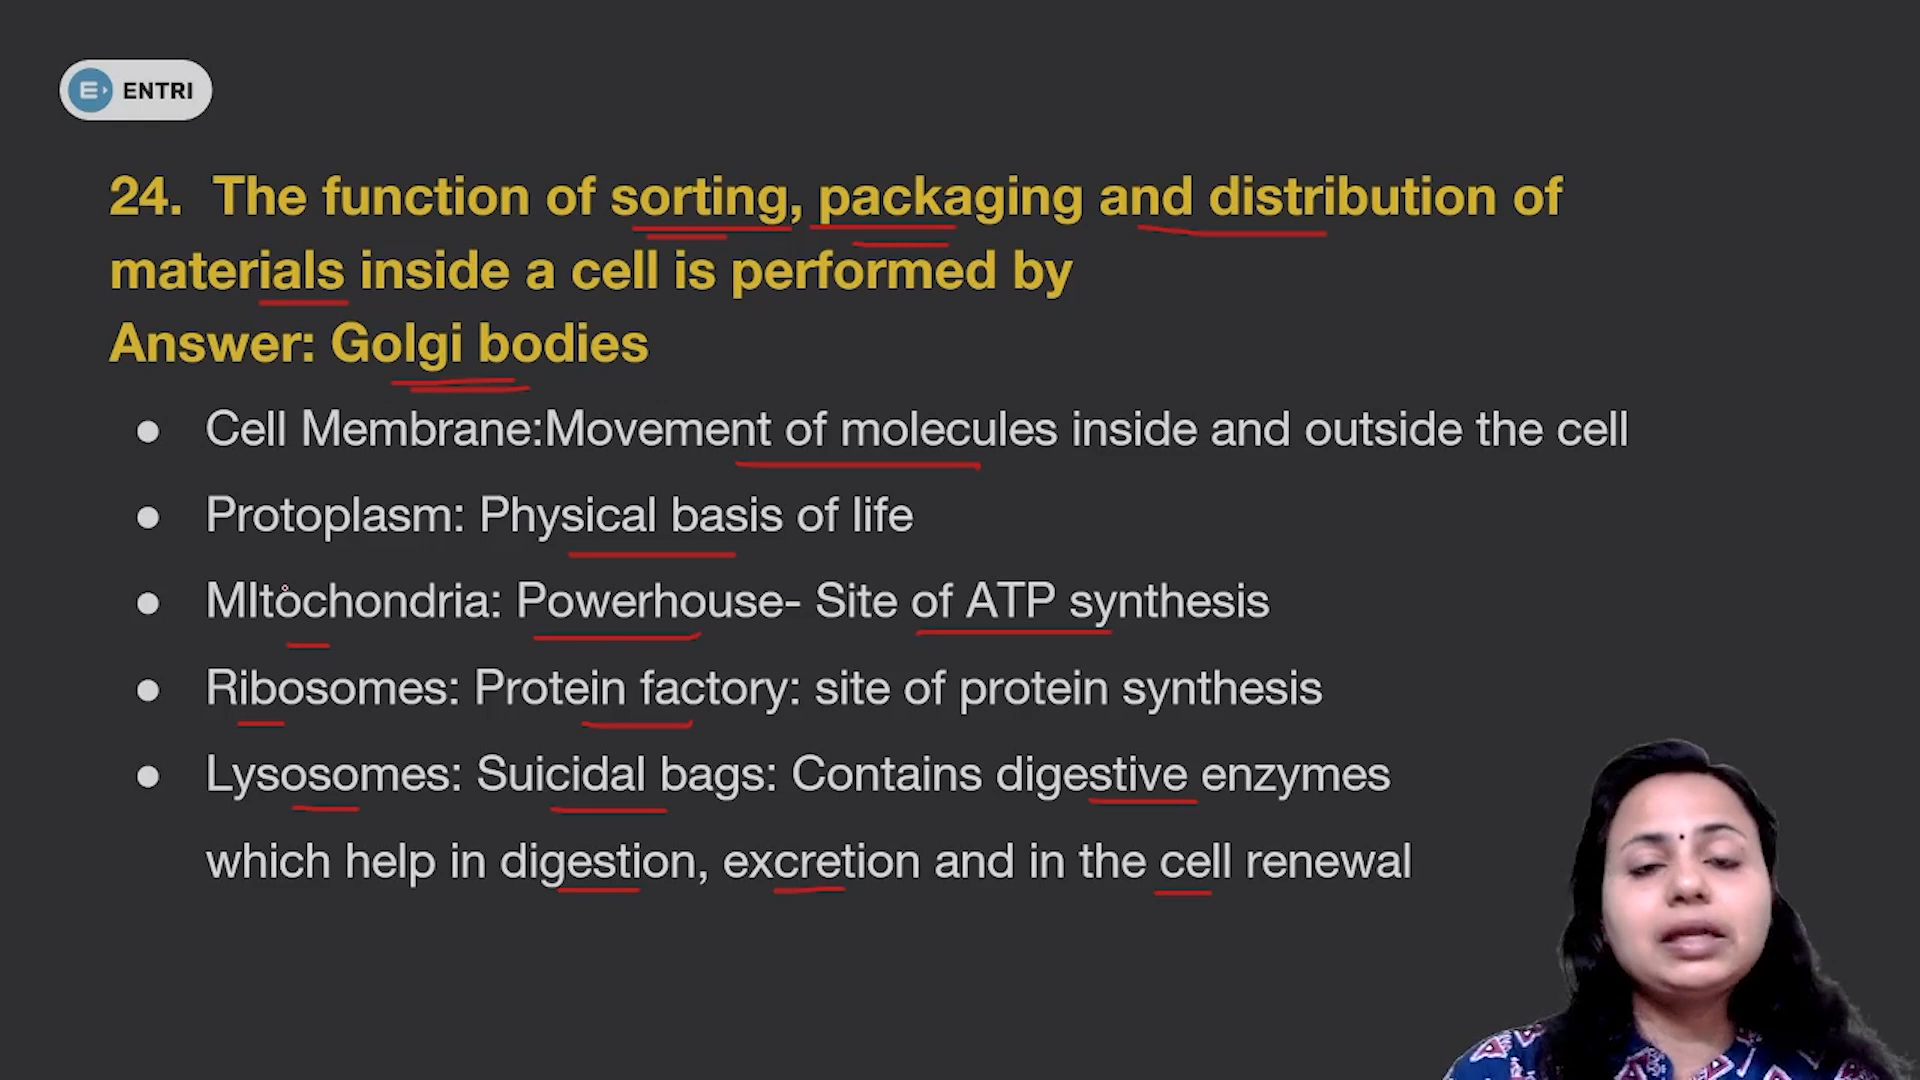 ENTRI
24. The function of sorting, packaging and distribution of
materials inside a cell is performed by
Answer: Golgi bodies
● Cell Membrane:Movement of molecules inside and outside the cell
● Protoplasm: Physical basis of life
● MItochondria: Powerhouse- Site of ATP synthesis
● Ribosomes: Protein factory: site of protein synthesis
● Lysosomes: Suicidal bags: Contains digestive enzymes
which help in digestion, excretion and in the cell renewal